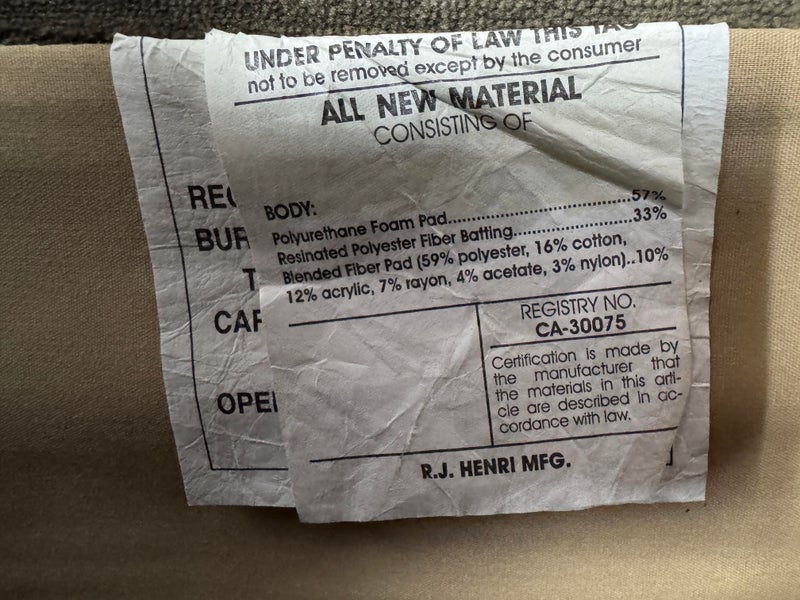 UNDER PENALTY OF LAW THIS TAG
not to be removed except by the consumer
ALL NEW MATERIAL
CONSISTING OF
BODY:
Polyurethane Foam Pad..............................57%
Resinated Polyester Fiber Batting....................33%
Blended Fiber Pad (59% polyester, 16% cotton,
12% acrylic, 7% rayon, 4% acetate, 3% nylon)..10%
REGISTRY NO.
CA-30075
Certification is made by
the manufacturer that
the materials in this arti-
cle are described in ac-
cordance with law.
R.J. HENRI MFG.
BUR
T
CAR
OPE